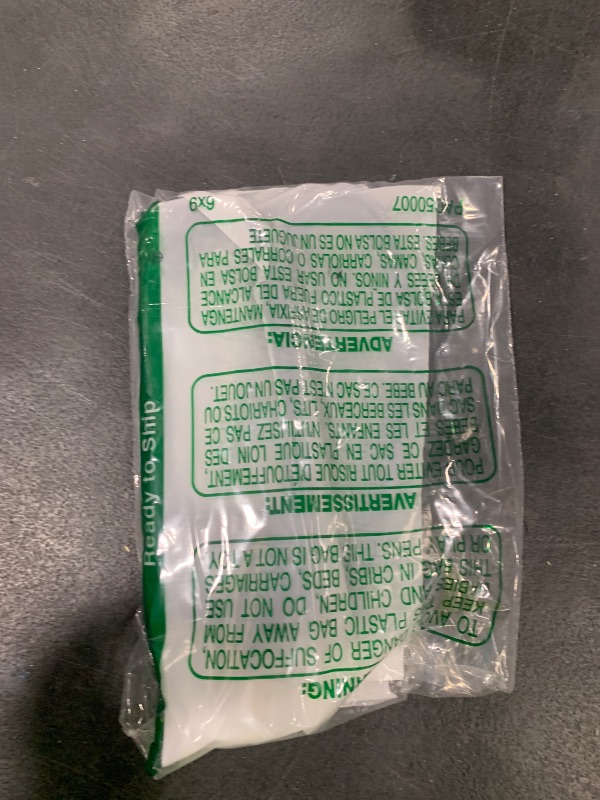 WARNING:
TO AVOID DANGER OF SUFFOCATION,
KEEP PLASTIC BAG AWAY FROM
BABIES AND CHILDREN. DO NOT USE
THIS BAG IN CRIBS, BEDS, CARRIAGES
OR PLAY PENS. THIS BAG IS NOT A TOY.
AVERTISSEMENT:
POUR EVITER TOUT RISQUE D'ETOUFFEMENT,
GARDEZ CE SAC EN PLASTIQUE LOIN DES
BEBES ET LES ENFANTS. N'UTILISEZ PAS CE
SAC DANS LES BERCEAUX, LITS, CHARIOTS OU
PARC AU BEBE. CE SAC N'EST PAS UN JOUET.
ADVERTENCIA:
PARA EVITAR EL PELIGRO DE ASFIXIA, MANTENGA
ESTA BOLSA DE PLASTICO FUERA DEL ALCANCE
DE BEBES Y NINOS. NO USAR ESTA BOLSA EN
CUNAS, CAMAS, CARRIOLAS O CORRALES PARA
BEBES. ESTA BOLSA NO ES UN JUGUETE
50007 6x9
Ready to Ship